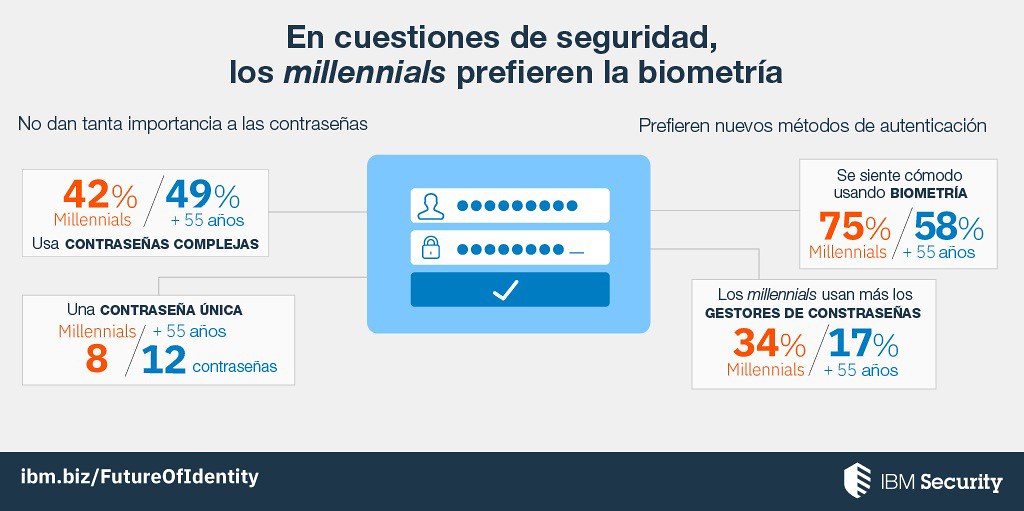 En cuestiones de seguridad,
los millennials prefieren la biometría
No dan tanta importancia a las contraseñas
42% / 49%
Millennials + 55 años
Usa CONTRASEÑAS COMPLEJAS
Una CONTRASEÑA ÚNICA
Millennials / + 55 años
8 / 12 contraseñas
Prefieren nuevos métodos de autenticación
Se siente cómodo
usando BIOMETRÍA
75% / 58%
Millennials + 55 años
Los millennials usan más los
GESTORES DE CONSTRASEÑAS
34% / 17%
Millennials + 55 años
ibm.biz/FutureOfIdentity
IBM Security